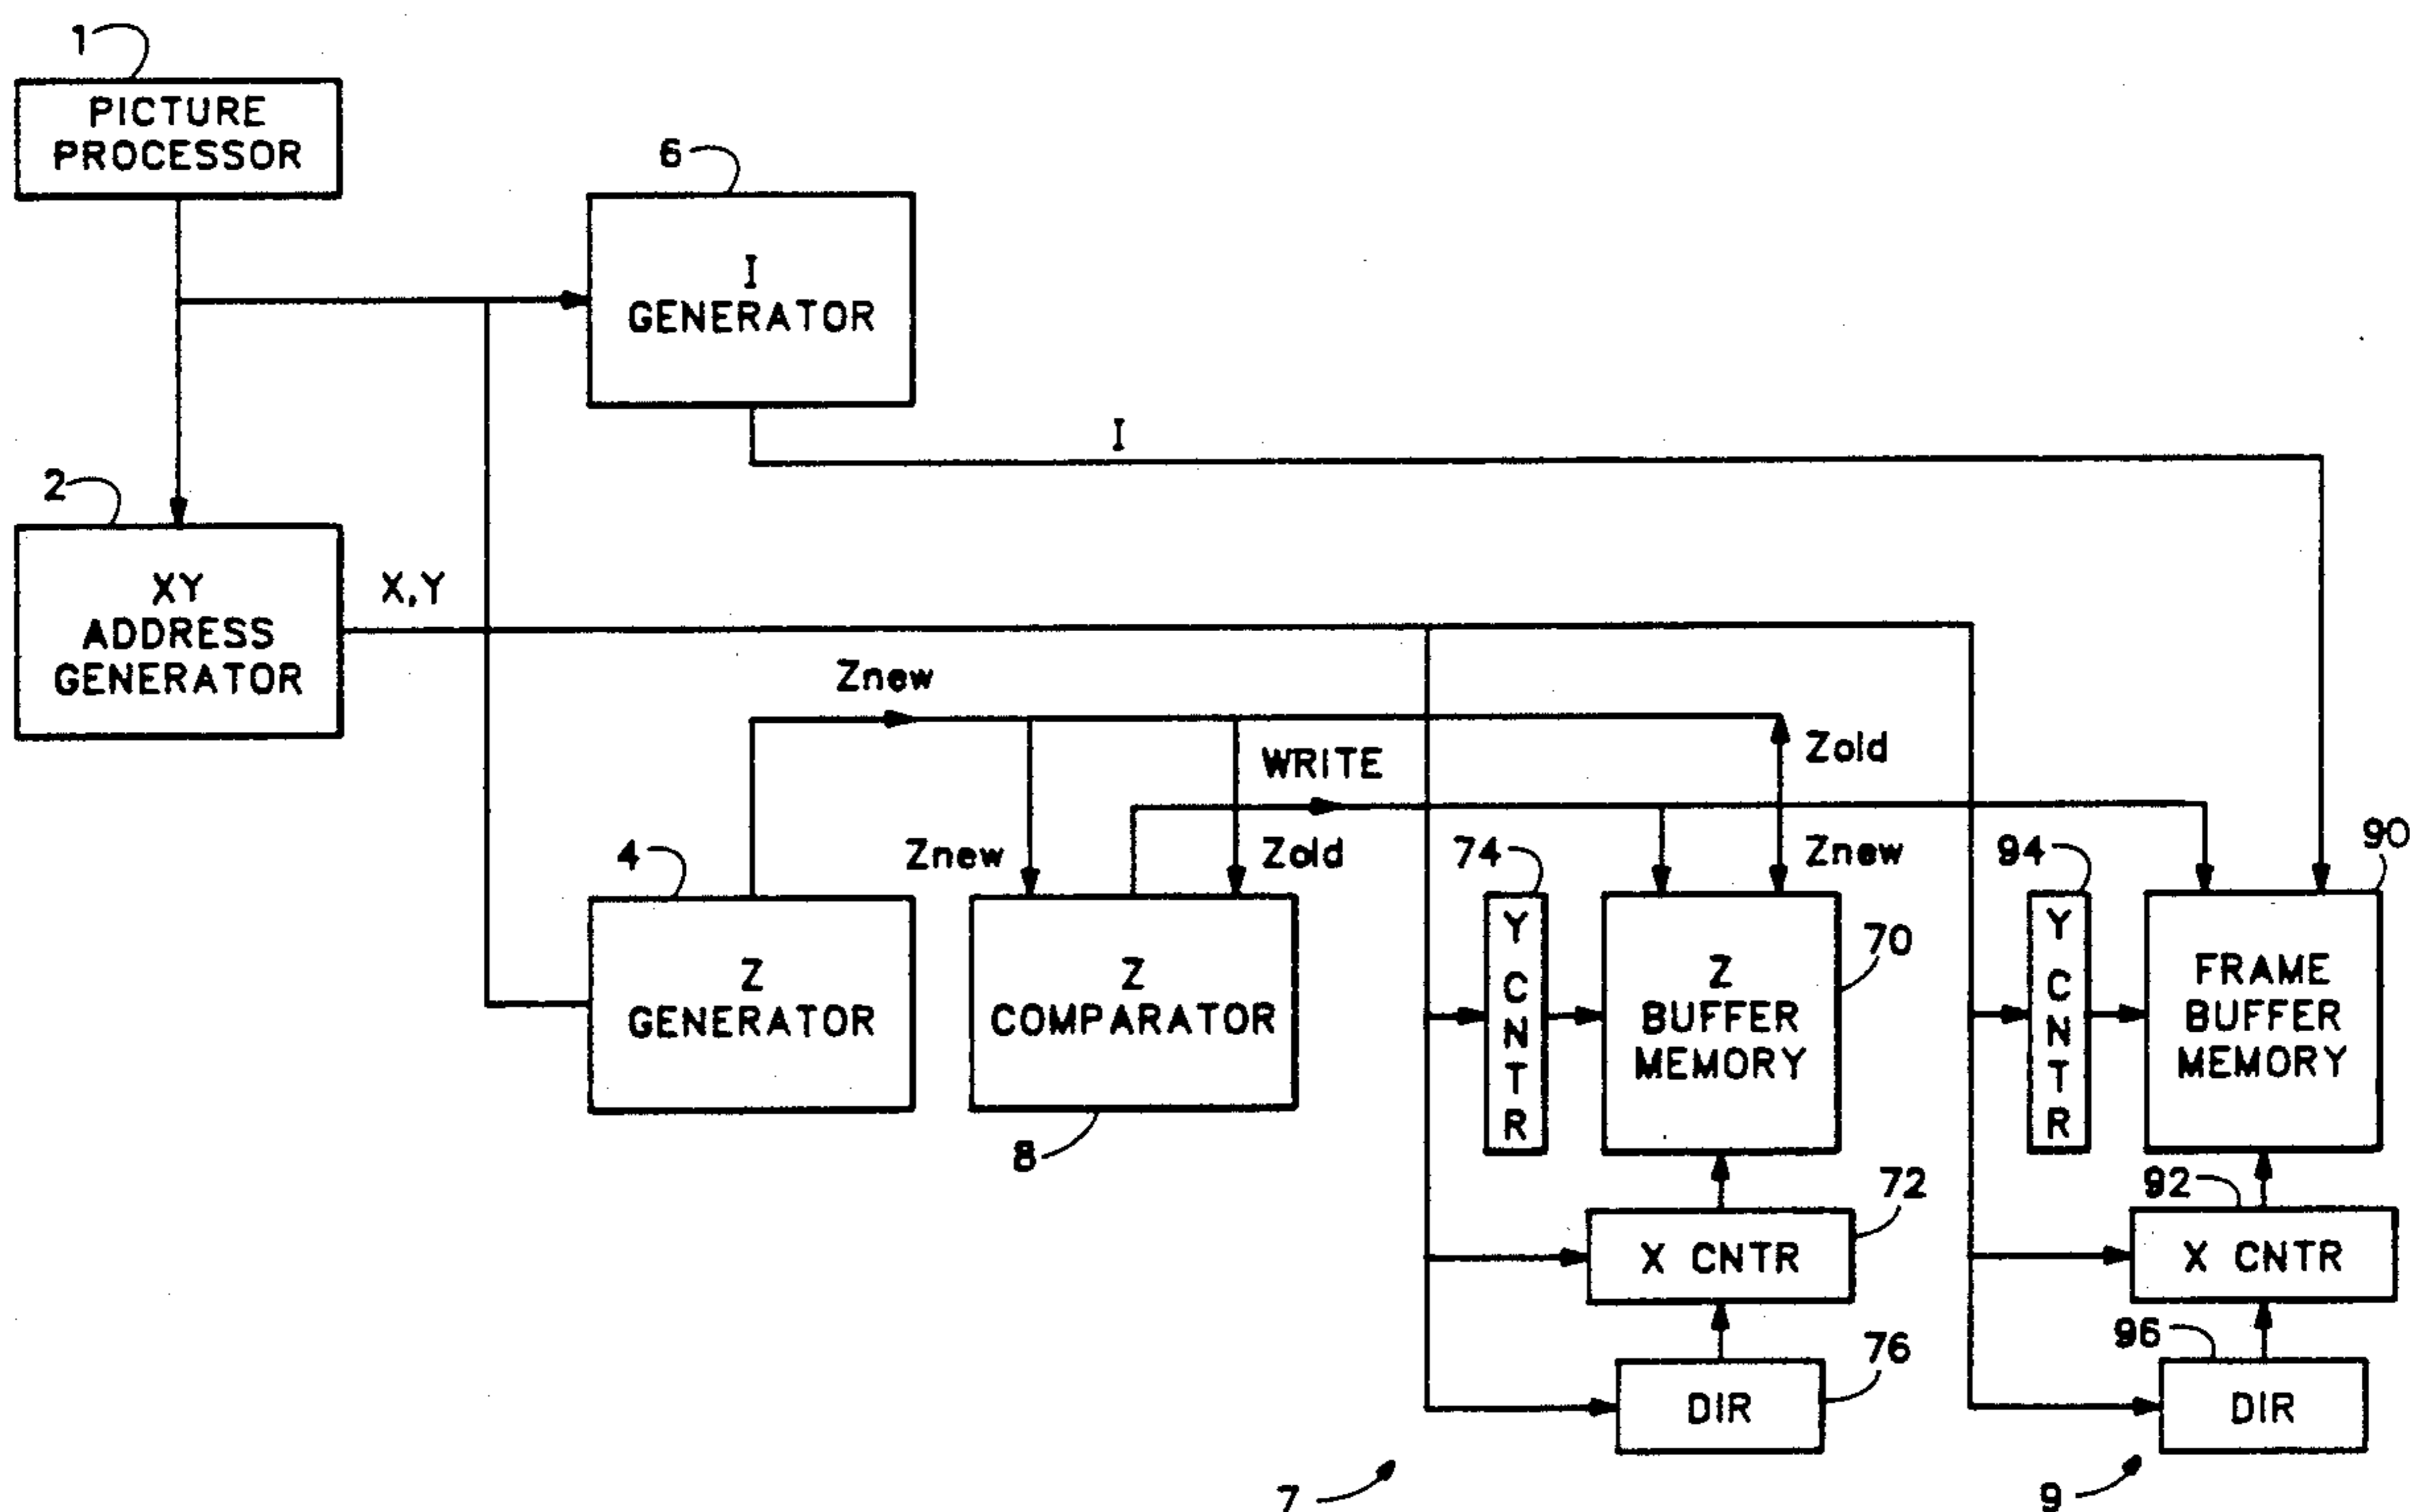 1
PICTURE
PROCESSOR
6
I
GENERATOR
I
2
XY
ADDRESS
GENERATOR
X,Y
Znew
Zold
WRITE
Znew
Zold
Znew
4
Z
GENERATOR
Z
COMPARATOR
8
74
Y
C
N
T
R
Z
BUFFER
MEMORY
70
94
Y
C
N
T
R
90
FRAME
BUFFER
MEMORY
72
X CNTR
92
X CNTR
76
DIR
96
DIR
7
9